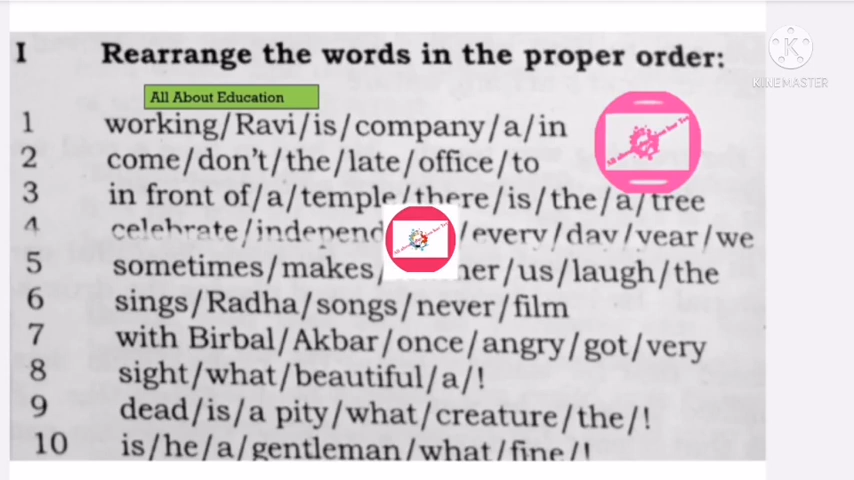 I Rearrange the words in the proper order:
All About Education
1 working/Ravi/is/company/a/in
2 come/don't/the/late/office/to
3 in front of/a/temple/there/is/the/a/tree
4 celebrate/independ /every/day/year/we
5 sometimes/makes/ her/us/laugh/the
6 sings/Radha/songs/never/film
7 with Birbal/Akbar/once/angry/got/very
8 sight/what/beautiful/a/!
9 dead/is/a pity/what/creature/the/!
10 is/he/a/gentleman/what/fine/!
KINEMASTER